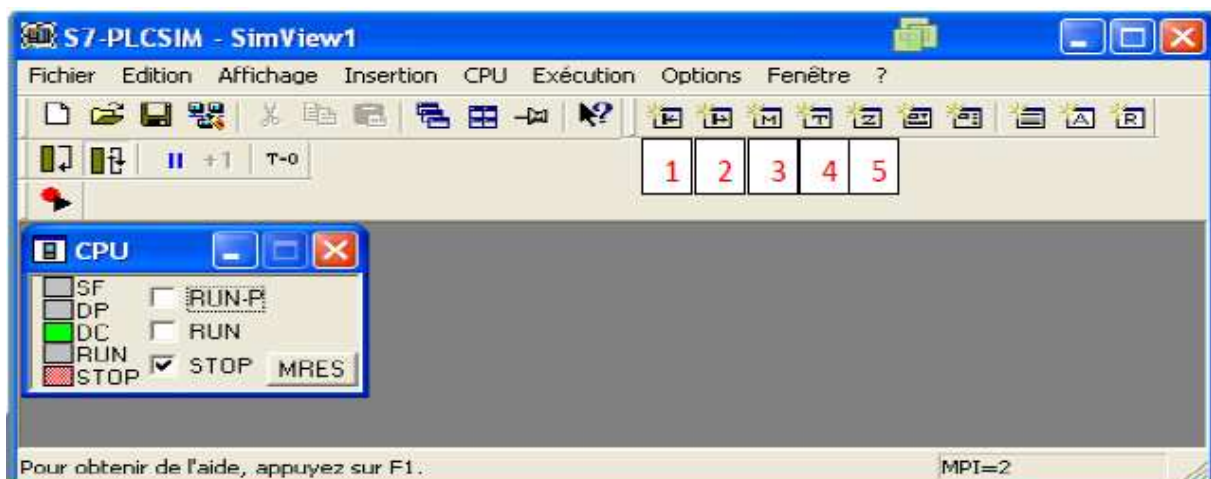 S7-PLCSIM - SimView1
Fichier Edition Affichage Insertion CPU Exécution Options Fenêtre ?
M T Z A R
+1 T=0
1 2 3 4 5
CPU
SF
DP
DC
RUN
STOP
RUN-P
RUN
STOP
MRES
Pour obtenir de l'aide, appuyez sur F1.
MPI=2